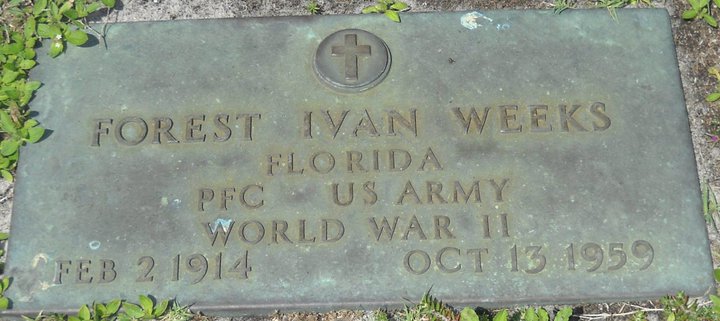 FOREST IVAN WEEKS
FLORIDA
PFC US ARMY
WORLD WAR II
FEB 2 1914 OCT 13 1959